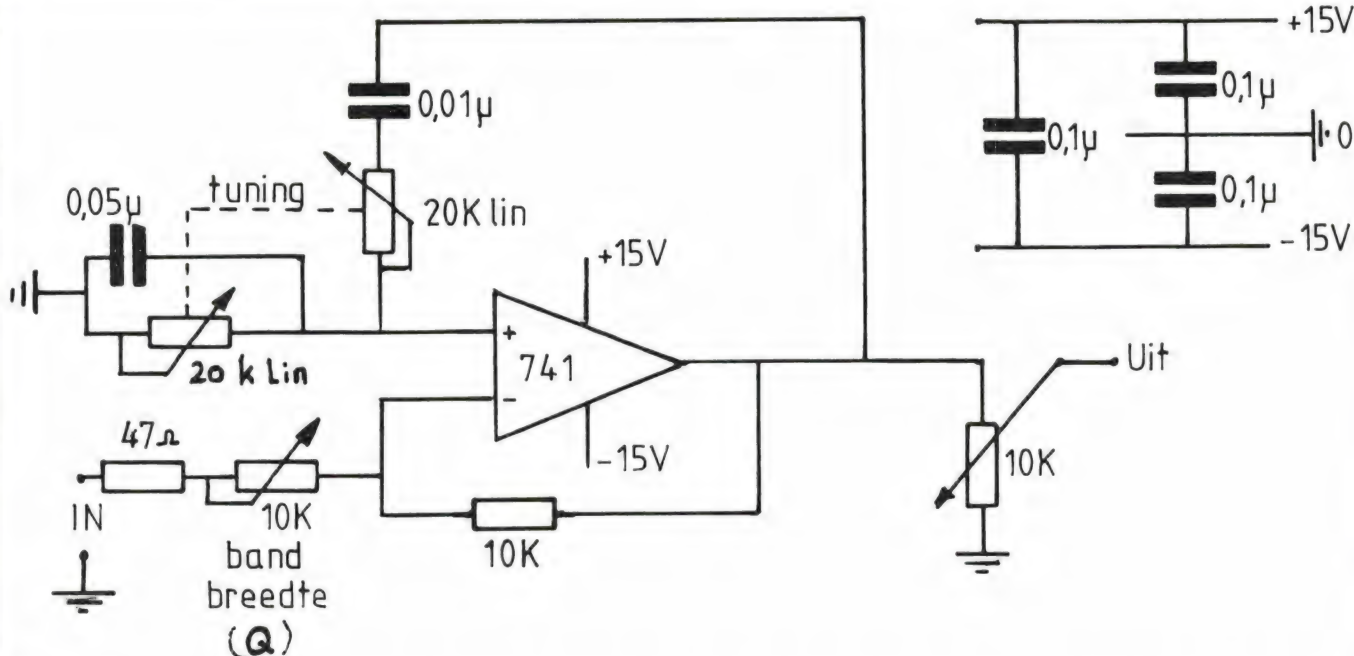 0,01µ
+15V
0,1µ
0,1µ
0
0,1µ
-15V
0,05µ
tuning
20K lin
+15V
20 k Lin
+
741
-
-15V
Uit
10K
47Ω
IN
10K
band
breedte
(Q)
10K